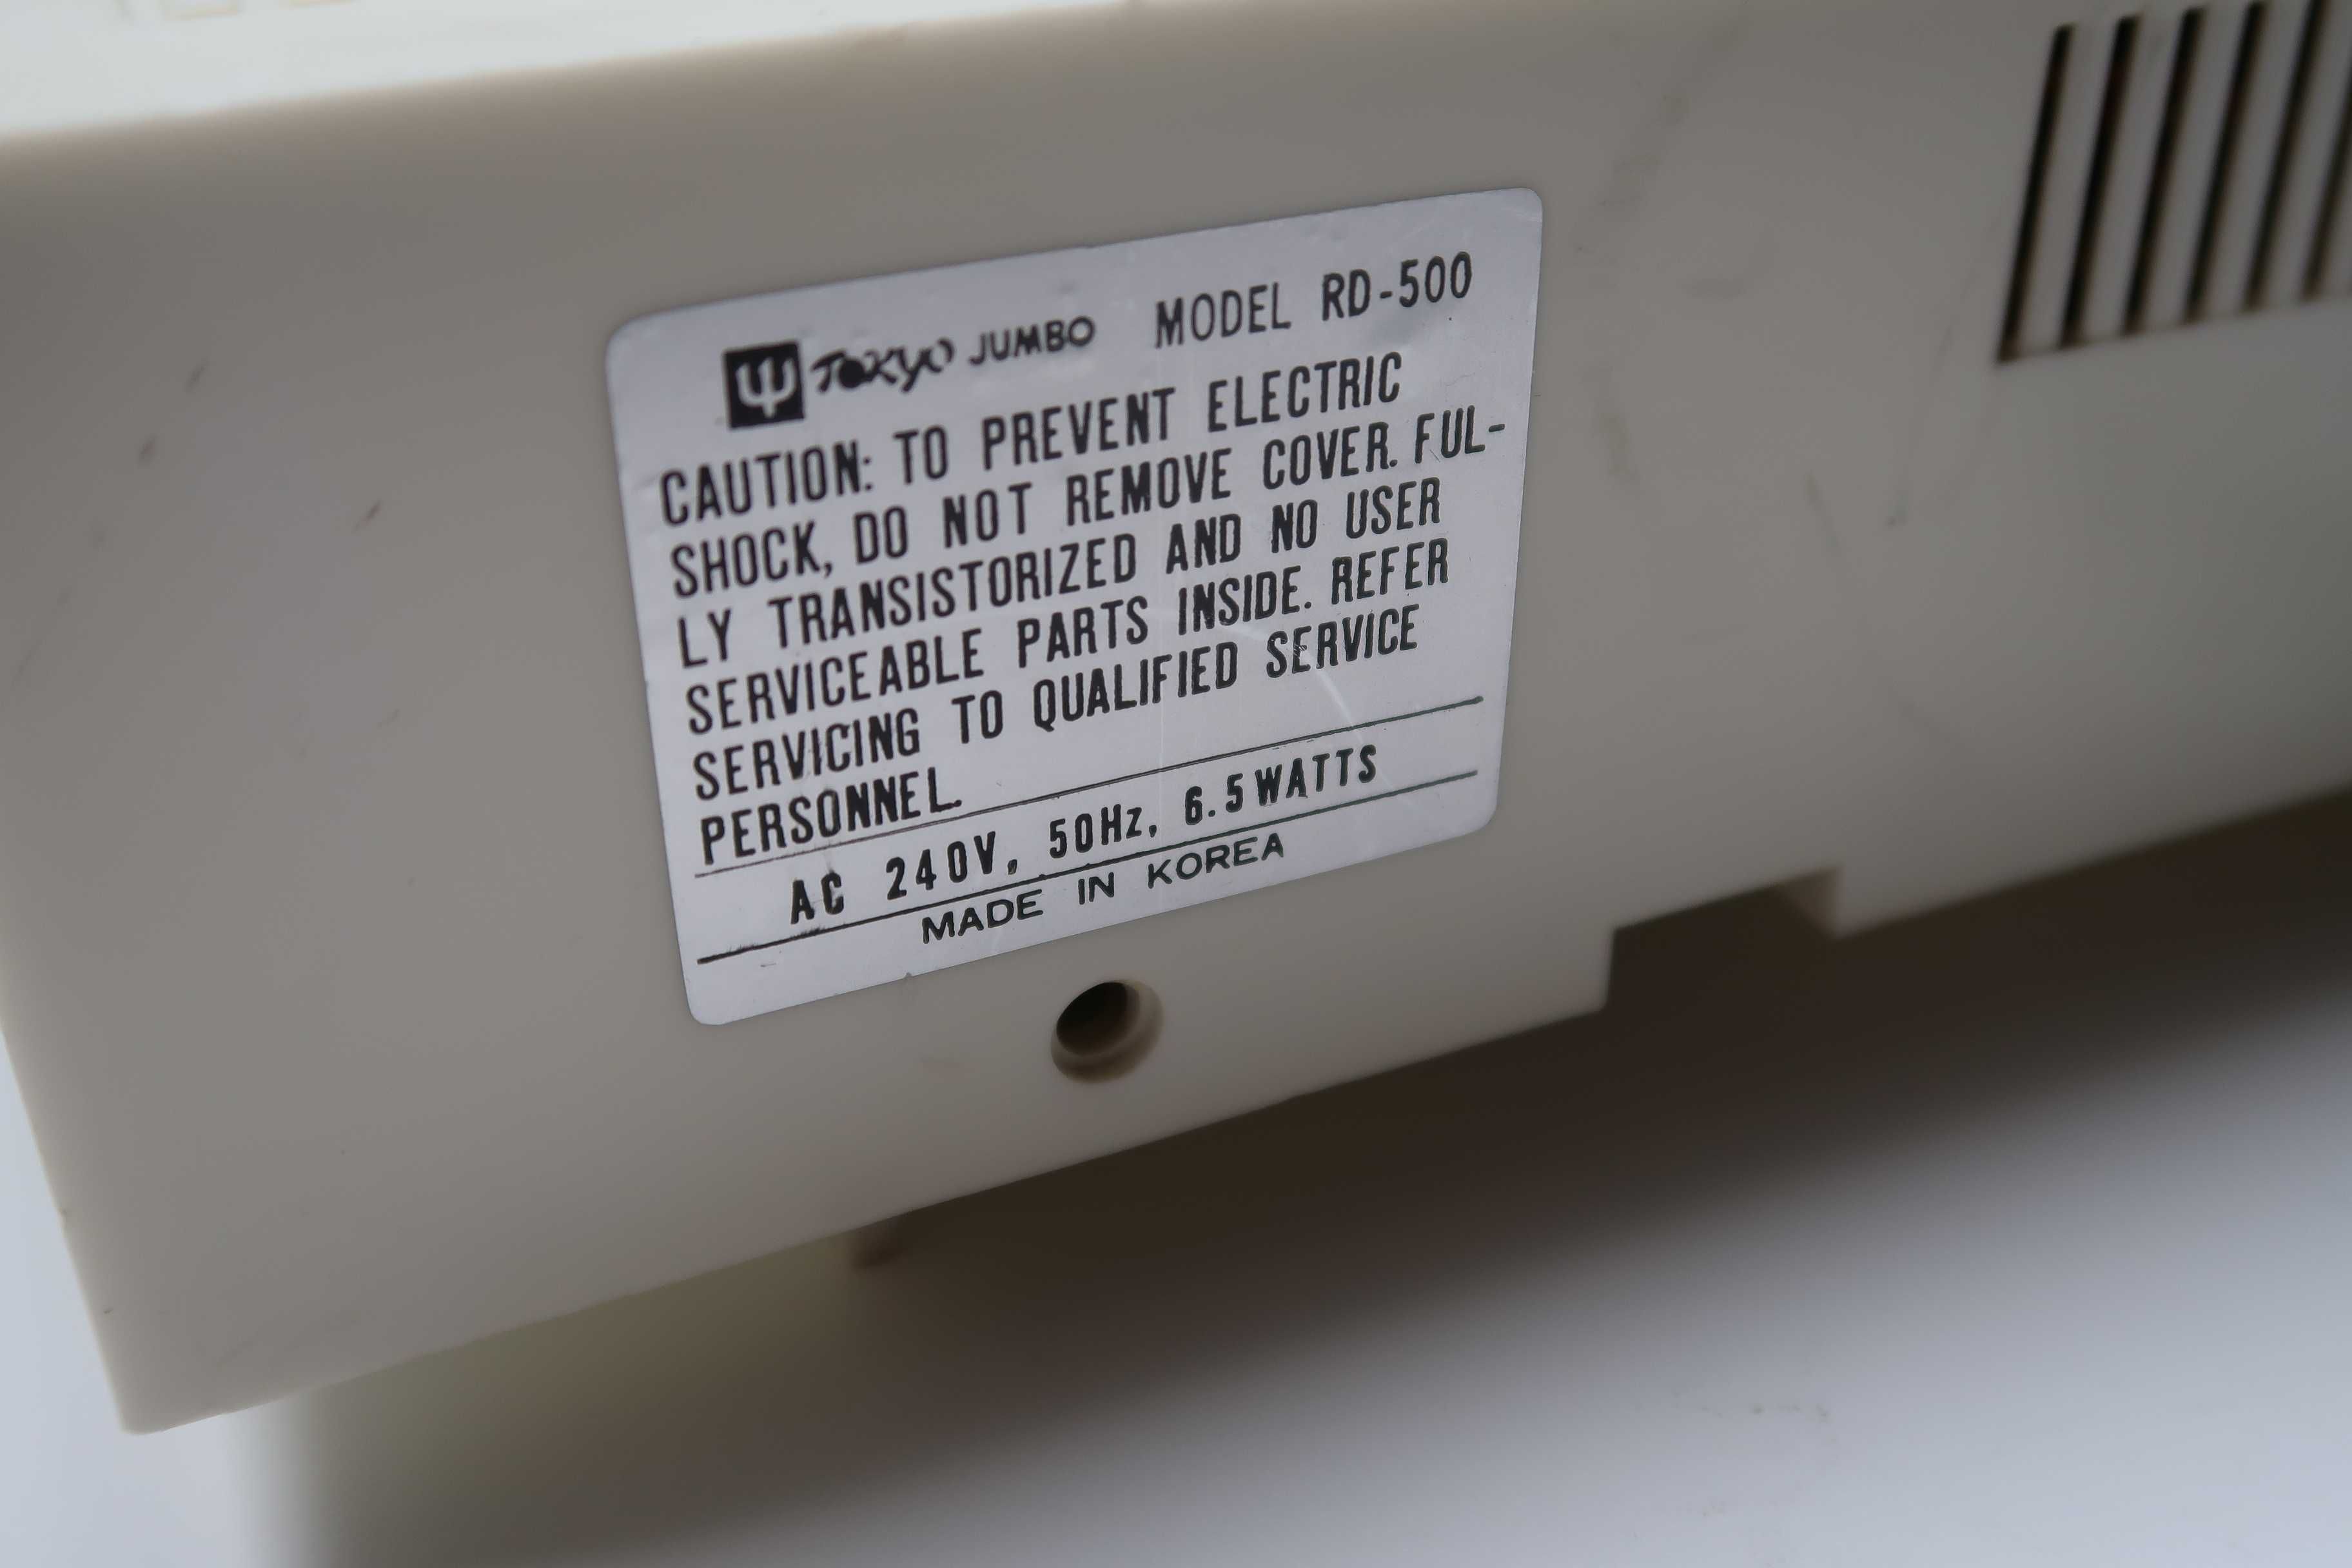 TOKYO JUMBO MODEL RD-500
CAUTION: TO PREVENT ELECTRIC
SHOCK, DO NOT REMOVE COVER. FUL-
LY TRANSISTORIZED AND NO USER
SERVICEABLE PARTS INSIDE. REFER
SERVICING TO QUALIFIED SERVICE
PERSONNEL.
AC 240V, 50Hz, 6.5WATTS
MADE IN KOREA